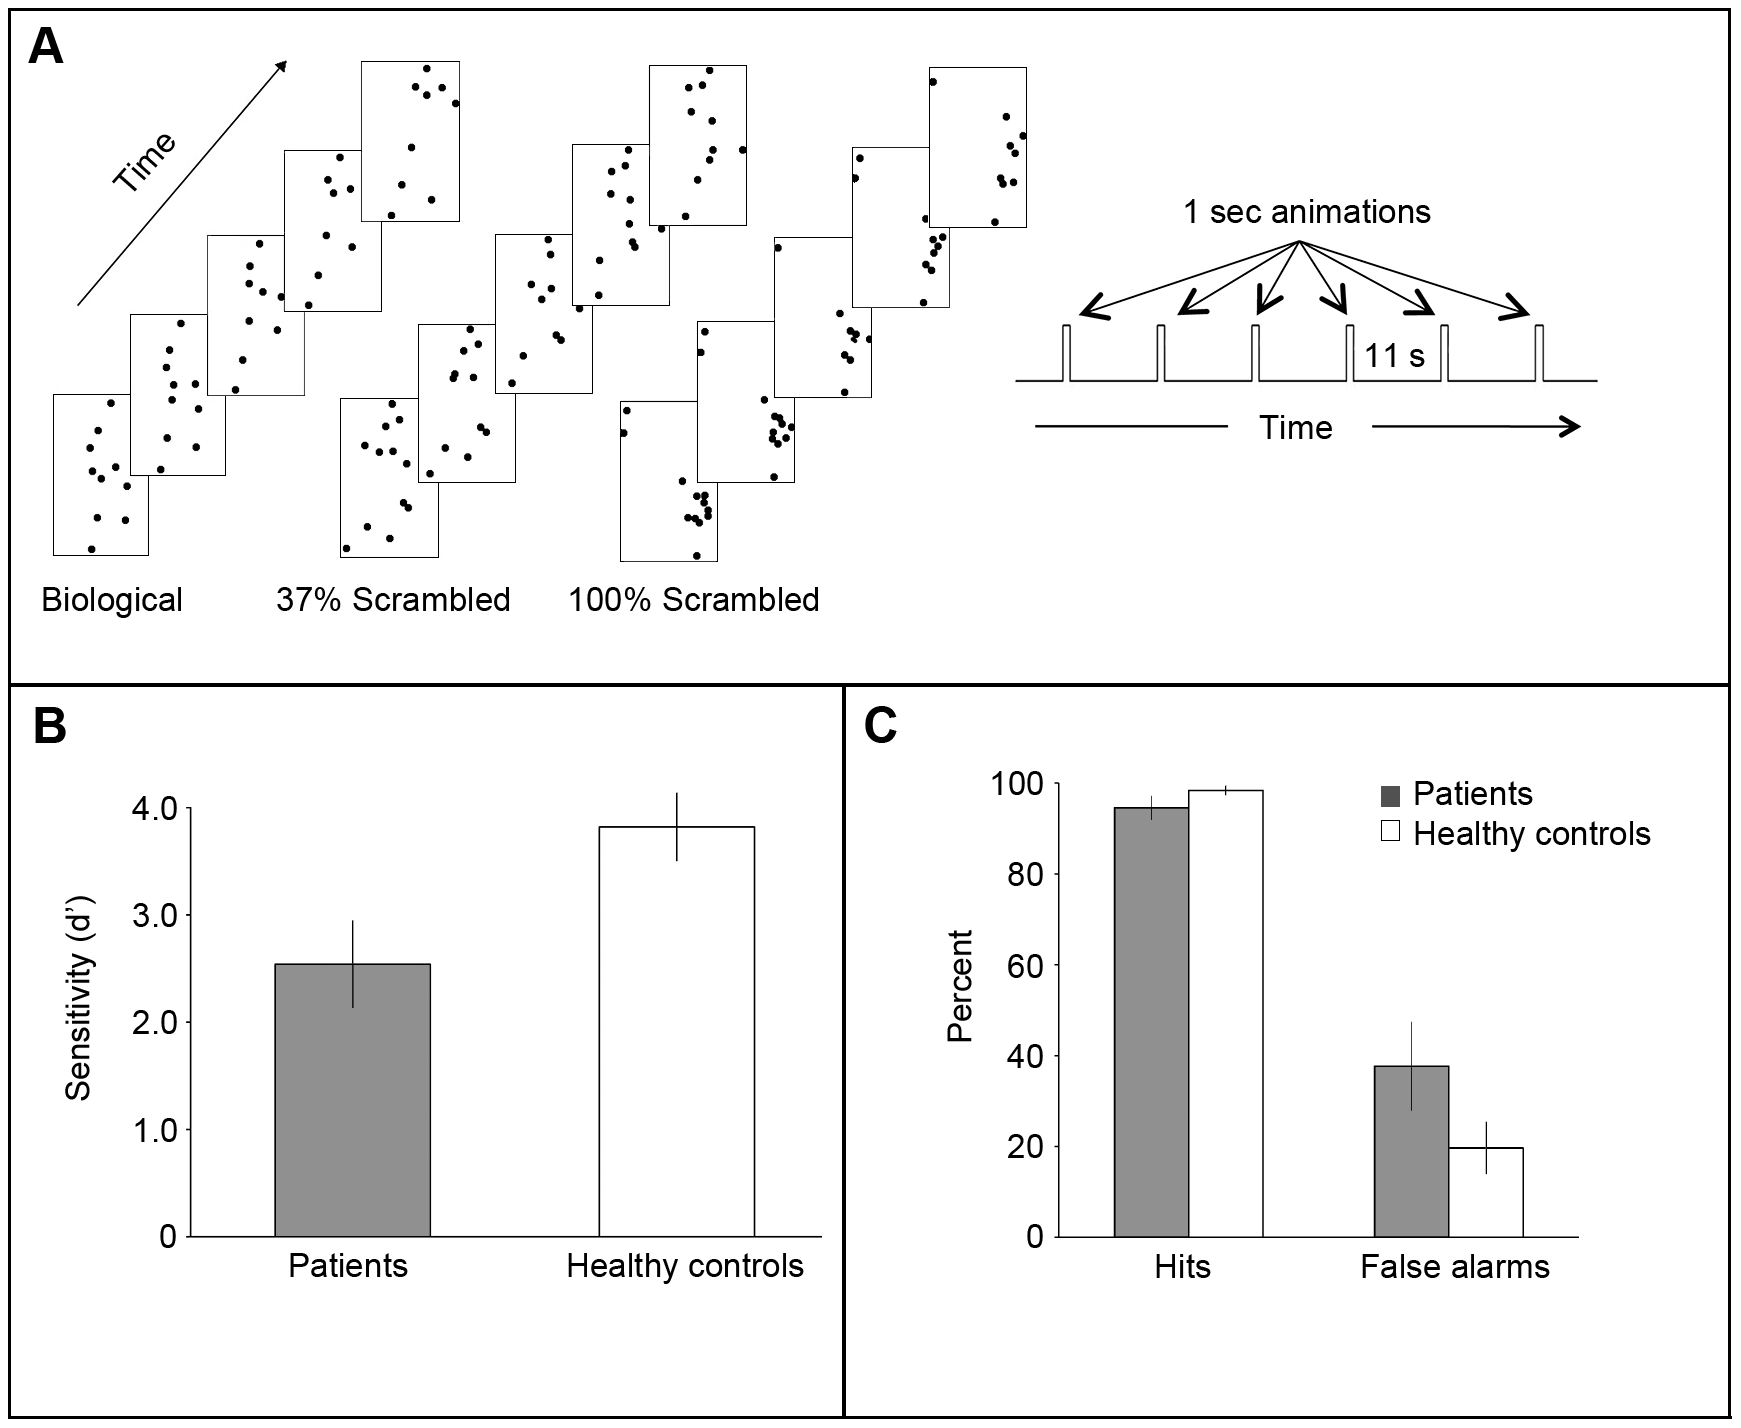 A
Time
Biological
37% Scrambled
100% Scrambled
1 sec animations
11 s
Time
B
Sensitivity (d’)
4.0
3.0
2.0
1.0
0
Patients
Healthy controls
C
Percent
100
80
60
40
20
0
Patients
Healthy controls
Hits
False alarms